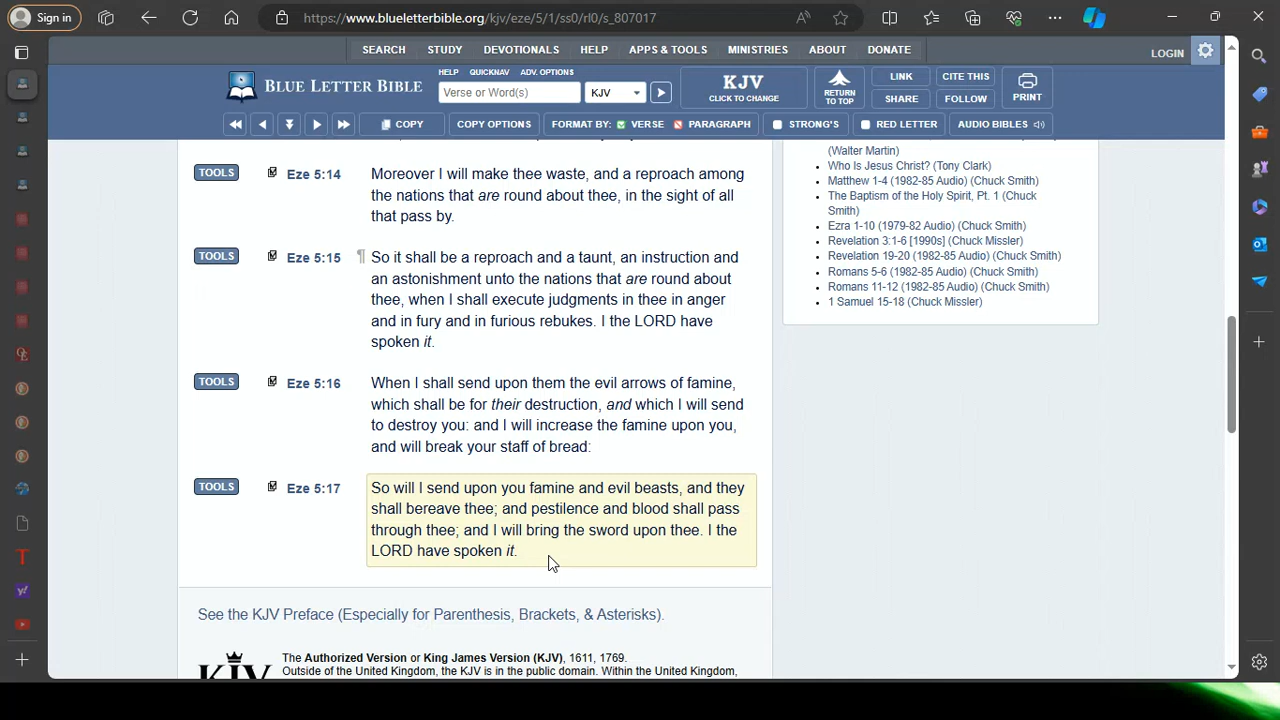 Sign in
https://www.blueletterbible.org/kjv/eze/5/1/ss0/rl0/s_807017
SEARCH STUDY DEVOTIONALS HELP APPS & TOOLS MINISTRIES ABOUT DONATE
LOGIN
BLUE LETTER BIBLE
HELP QUICKNAV ADV. OPTIONS
Verse or Word(s)
KJV
KJV
CLICK TO CHANGE
RETURN
TO TOP
LINK
CITE THIS
SHARE
FOLLOW
PRINT
COPY
COPY OPTIONS
FORMAT BY: VERSE PARAGRAPH
STRONG'S
RED LETTER
AUDIO BIBLES
TOOLS
Eze 5:14
Moreover I will make thee waste, and a reproach among
the nations that are round about thee, in the sight of all
that pass by.
TOOLS
Eze 5:15
¶ So it shall be a reproach and a taunt, an instruction and
an astonishment unto the nations that are round about
thee, when I shall execute judgments in thee in anger
and in fury and in furious rebukes. I the LORD have
spoken it.
TOOLS
Eze 5:16
When I shall send upon them the evil arrows of famine,
which shall be for their destruction, and which I will send
to destroy you: and I will increase the famine upon you,
and will break your staff of bread:
TOOLS
Eze 5:17
So will I send upon you famine and evil beasts, and they
shall bereave thee; and pestilence and blood shall pass
through thee; and I will bring the sword upon thee. I the
LORD have spoken it.
See the KJV Preface (Especially for Parenthesis, Brackets, & Asterisks).
KJV
The Authorized Version or King James Version (KJV), 1611, 1769.
Outside of the United Kingdom, the KJV is in the public domain. Within the United Kingdom,
(Walter Martin)
Who Is Jesus Christ? (Tony Clark)
Matthew 1-4 (1982-85 Audio) (Chuck Smith)
The Baptism of the Holy Spirit, Pt. 1 (Chuck
Smith)
Ezra 1-10 (1979-82 Audio) (Chuck Smith)
Revelation 3:1-6 [1990s] (Chuck Missler)
Revelation 19-20 (1982-85 Audio) (Chuck Smith)
Romans 5-6 (1982-85 Audio) (Chuck Smith)
Romans 11-12 (1982-85 Audio) (Chuck Smith)
1 Samuel 15-18 (Chuck Missler)